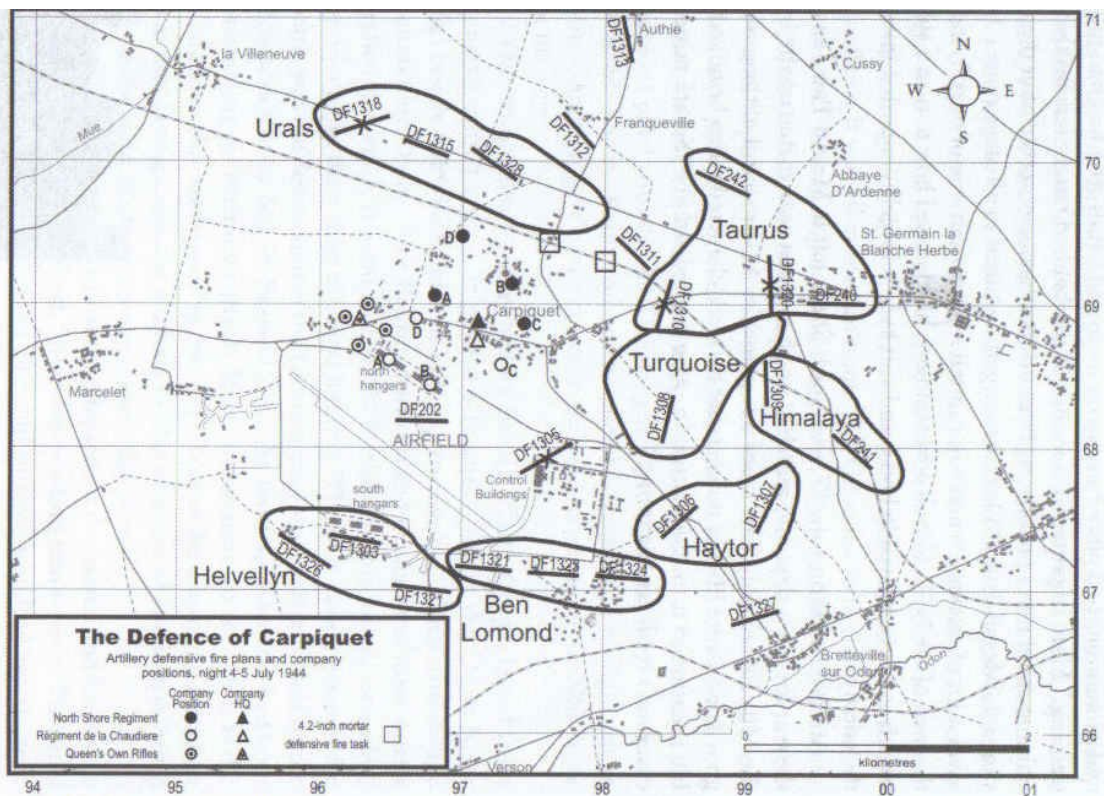 71
la Villeneuve
Authie
DF1313
Cussy
N
W
E
S
DF1318
Urals
Mue
DF1315
DF1328
DF1312
Franqueville
70
DF242
Abbaye
D'Ardenne
Taurus
St. Germain la
Blanche Herbe
D
DF1311
B
A
DF240
DF1310
69
Carpiquet
D
C
Turquoise
A
north
hangars
B
C
Marcelet
DF1309
Himalaya
DF202
DF1308
AIRFIELD
DF241
DF1305
68
Control
Buildings
south
hangars
DF1306
DF1307
DF1303
DF1326
Haytor
Helvellyn
DF1321
DF1321
DF1323
DF1324
Ben
Lomond
67
DF1327
Bretteville
sur Odon
Odon
The Defence of Carpiquet
Artillery defensive fire plans and company
positions, night 4-5 July 1944
Company
Position
Company
HQ
North Shore Regiment
Régiment de la Chaudiere
Queen's Own Rifles
4.2-inch mortar
defensive fire task
Verson
66
0
1
2
kilometres
94
95
96
97
98
99
00
01